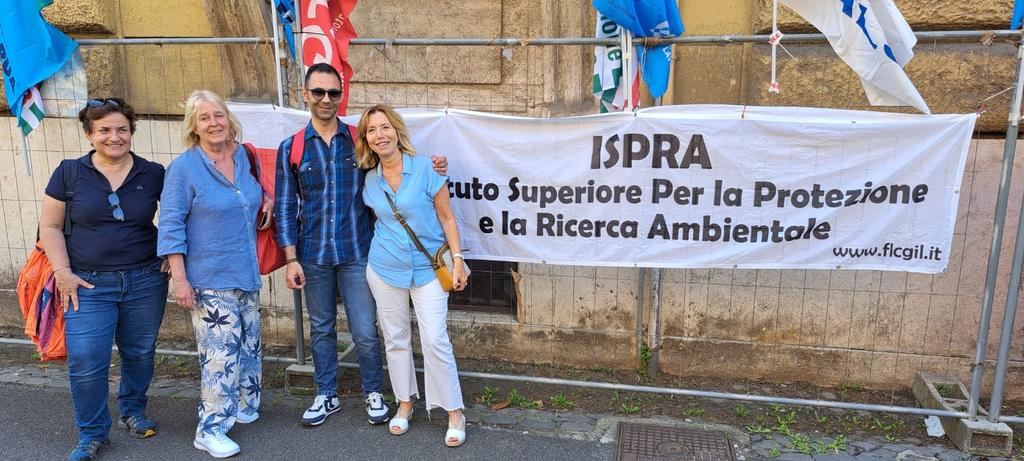 ISPRA
tuto Superiore Per la Protezione
e la Ricerca Ambientale
www.flcgil.it